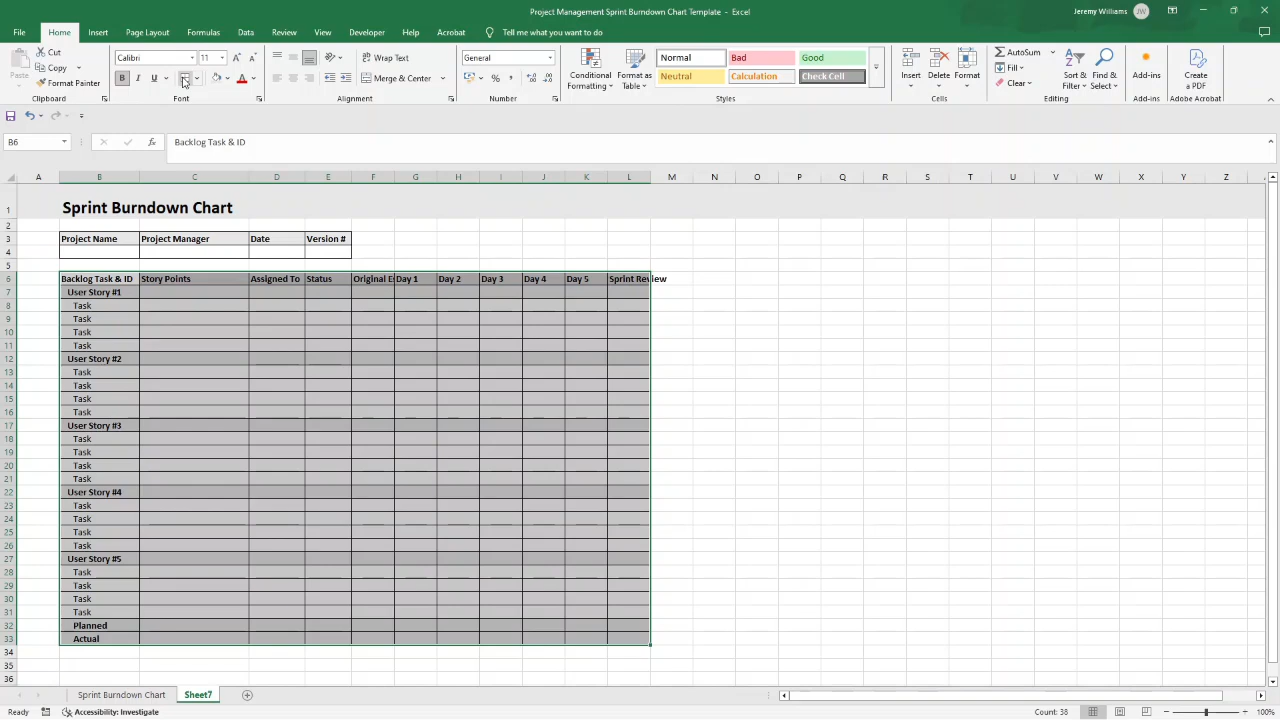 Project Management Sprint Burndown Chart Template - Excel
Jeremy Williams
JW
File Home Insert Page Layout Formulas Data Review View Developer Help Acrobat Tell me what you want to do
Cut
Copy
Format Painter
Paste
Clipboard
Calibri 11
B I U
Font
Wrap Text
Merge & Center
Alignment
General
Number
Conditional Formatting
Format as Table
Normal Bad Good
Neutral Calculation Check Cell
Styles
Insert Delete Format
Cells
AutoSum
Fill
Clear
Sort & Filter
Find & Select
Editing
Add-ins
Add-ins
Create a PDF
Adobe Acrobat
B6 fx Backlog Task & ID
A B C D E F G H I J K L M N O P Q R S T U V W X Y Z
1 Sprint Burndown Chart
2
3 Project Name Project Manager Date Version #
4
5
6 Backlog Task & ID Story Points Assigned To Status Original E Day 1 Day 2 Day 3 Day 4 Day 5 Sprint Review
7 User Story #1
8 Task
9 Task
10 Task
11 Task
12 User Story #2
13 Task
14 Task
15 Task
16 Task
17 User Story #3
18 Task
19 Task
20 Task
21 Task
22 User Story #4
23 Task
24 Task
25 Task
26 Task
27 User Story #5
28 Task
29 Task
30 Task
31 Task
32 Planned
33 Actual
34
35
36
Sprint Burndown Chart Sheet7
Ready Accessibility: Investigate Count: 38 100%